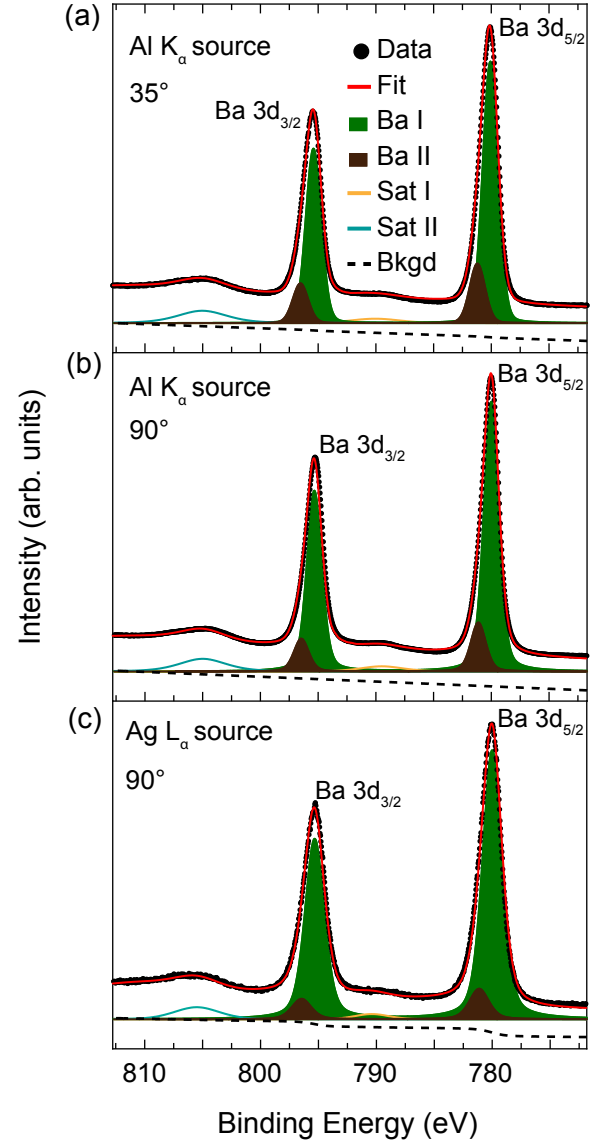 (a)
Al Kα source
35°
Ba 3d3/2
Ba 3d5/2
Data
Fit
Ba I
Ba II
Sat I
Sat II
Bkgd
(b)
Al Kα source
90°
Ba 3d3/2
Ba 3d5/2
(c)
Ag Lα source
90°
Ba 3d3/2
Ba 3d5/2
Intensity (arb. units)
810 800 790 780
Binding Energy (eV)